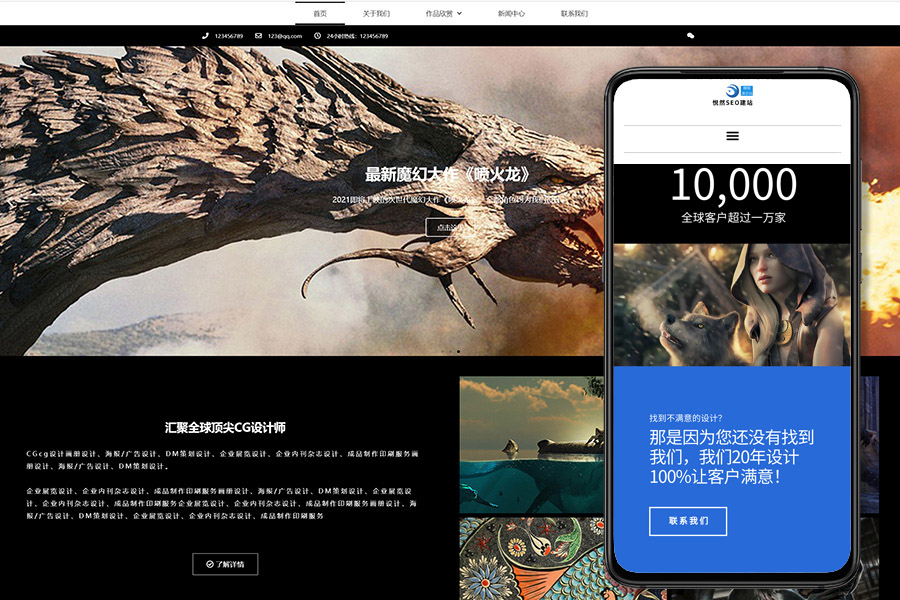 首页
关于我们
作品欣赏
新闻中心
联系我们
123456789
123@qq.com
24小时热线：123456789
最新魔幻大作《喷火龙》
点击
汇聚全球顶尖CG设计师
CGcg设计画册设计、海报/广告设计、DM策划设计、企业展览设计、企业内刊杂志设计、成品制作印刷服务画
册设计、海报/广告设计、DM策划设计。
企业展览设计、企业内刊杂志设计、成品制作印刷服务画册设计、海报/广告设计、DM策划设计、企业展览设
计、企业内刊杂志设计、成品制作印刷服务企业展览设计、企业内刊杂志设计、成品制作印刷服务画册设计、海
报/广告设计、DM策划设计、企业展览设计、企业内刊杂志设计、成品制作印刷服务
了解详情
悦然SEO建站
10,000
全球客户超过一万家
找到不满意的设计？
那是因为您还没有找到
我们，我们20年设计
100%让客户满意！
联系我们